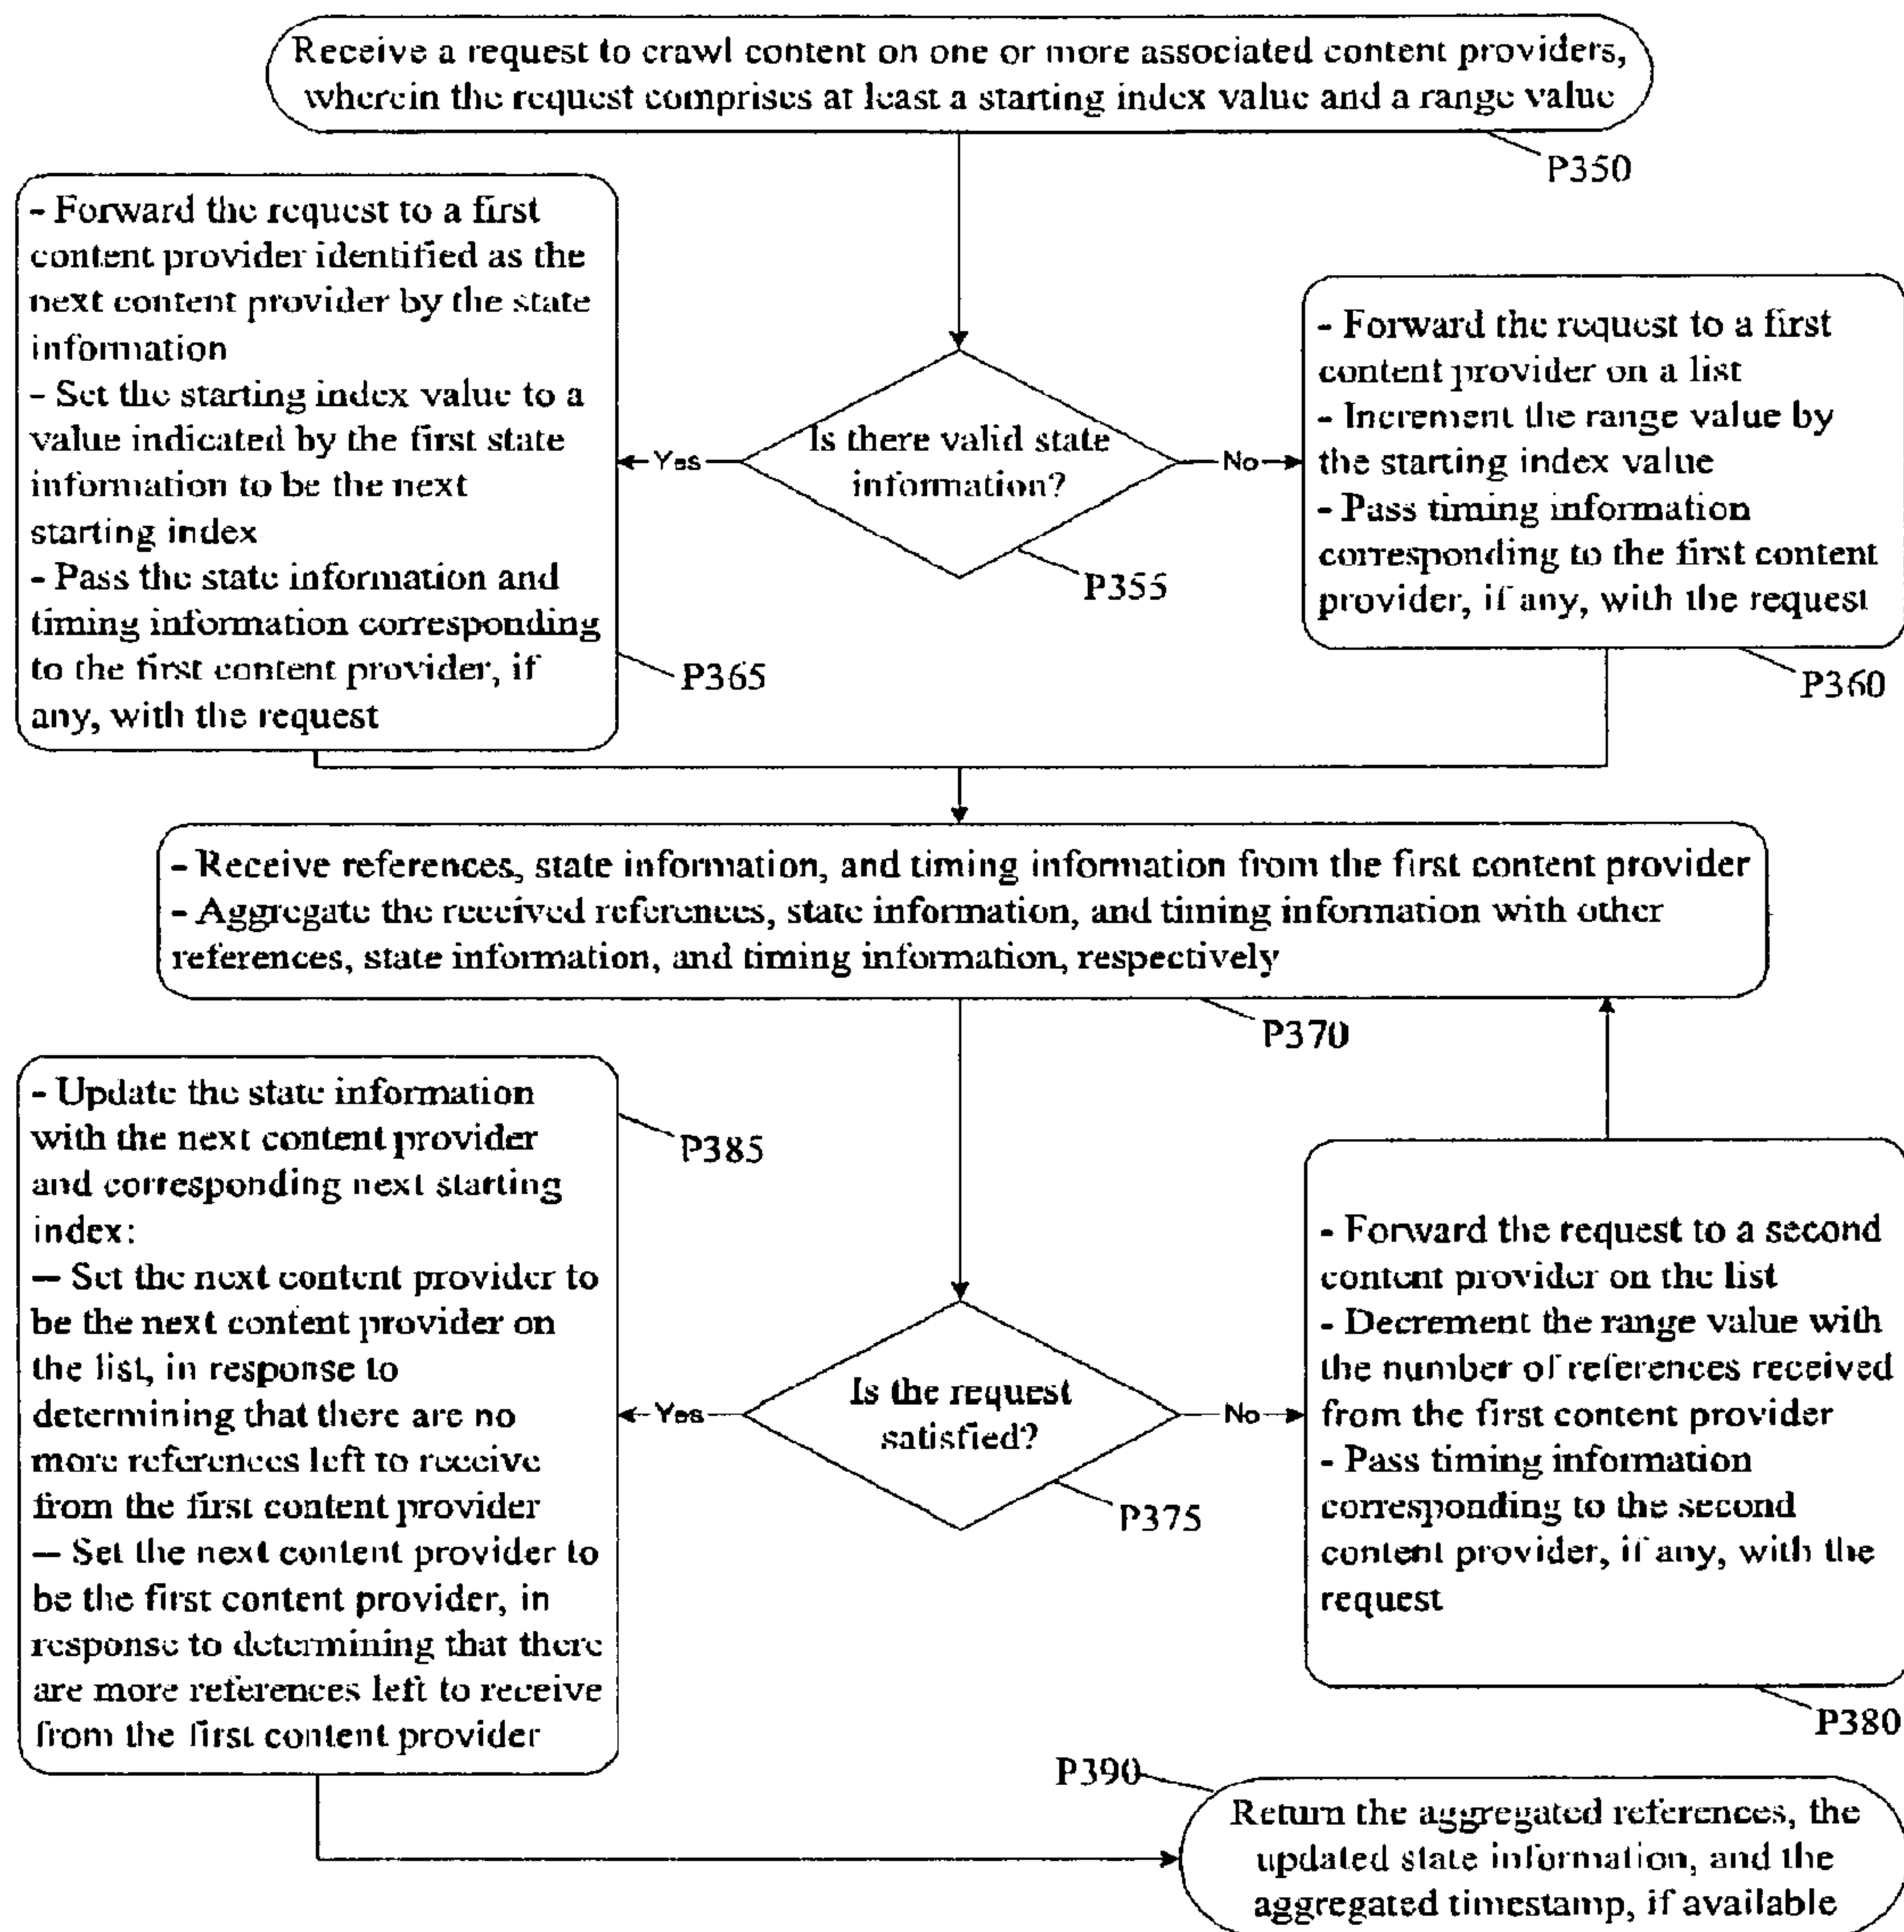 Receive a request to crawl content on one or more associated content providers,
wherein the request comprises at least a starting index value and a range value
P350
- Forward the request to a first
content provider identified as the
next content provider by the state
information
- Set the starting index value to a
value indicated by the first state
information to be the next
starting index
- Pass the state information and
timing information corresponding
to the first content provider, if
any, with the request
P365
Is there valid state
information?
Yes
No
P355
- Forward the request to a first
content provider on a list
- Increment the range value by
the starting index value
- Pass timing information
corresponding to the first content
provider, if any, with the request
P360
- Receive references, state information, and timing information from the first content provider
- Aggregate the received references, state information, and timing information with other
references, state information, and timing information, respectively
P370
- Update the state information
with the next content provider
and corresponding next starting
index:
-- Set the next content provider to
be the next content provider on
the list, in response to
determining that there are no
more references left to receive
from the first content provider
-- Set the next content provider to
be the first content provider, in
response to determining that there
are more references left to receive
from the first content provider
P385
Is the request
satisfied?
Yes
No
P375
- Forward the request to a second
content provider on the list
- Decrement the range value with
the number of references received
from the first content provider
- Pass timing information
corresponding to the second
content provider, if any, with the
request
P380
P390
Return the aggregated references, the
updated state information, and the
aggregated timestamp, if available